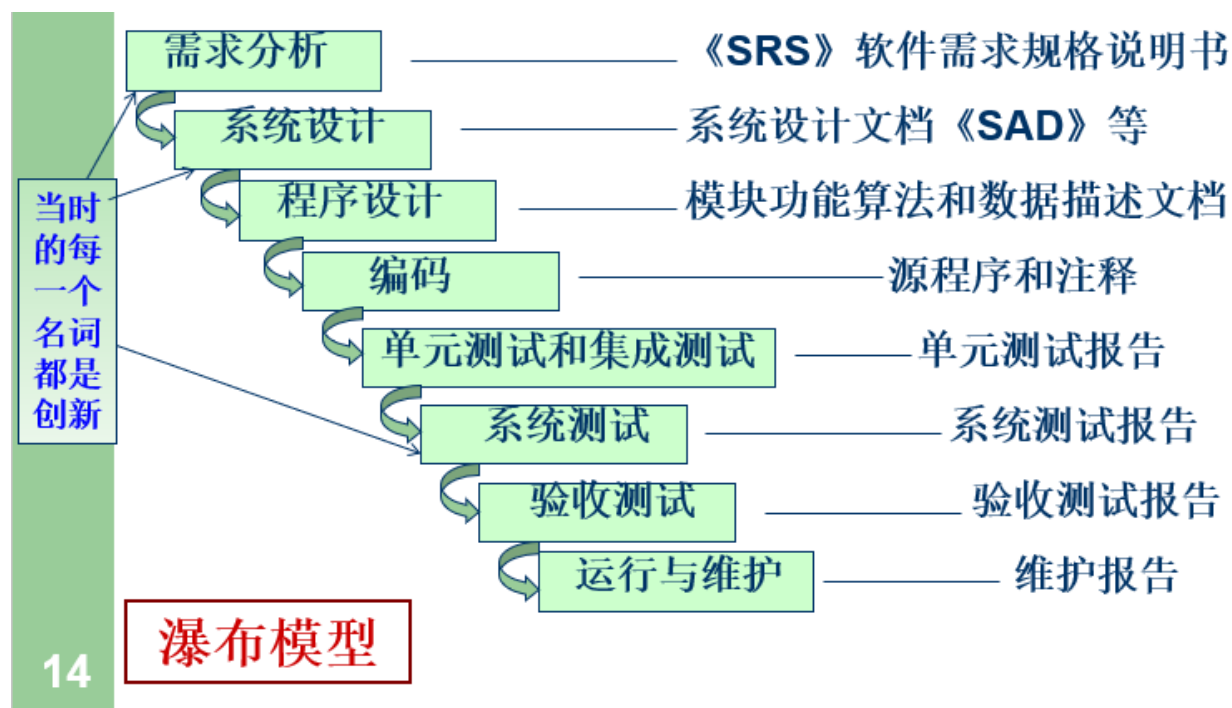 需求分析
《SRS》软件需求规格说明书
系统设计
系统设计文档《SAD》等
程序设计
模块功能算法和数据描述文档
编码
源程序和注释
单元测试和集成测试
单元测试报告
系统测试
系统测试报告
验收测试
验收测试报告
运行与维护
维护报告
当时
的每
一个
名词
都是
创新
瀑布模型
14